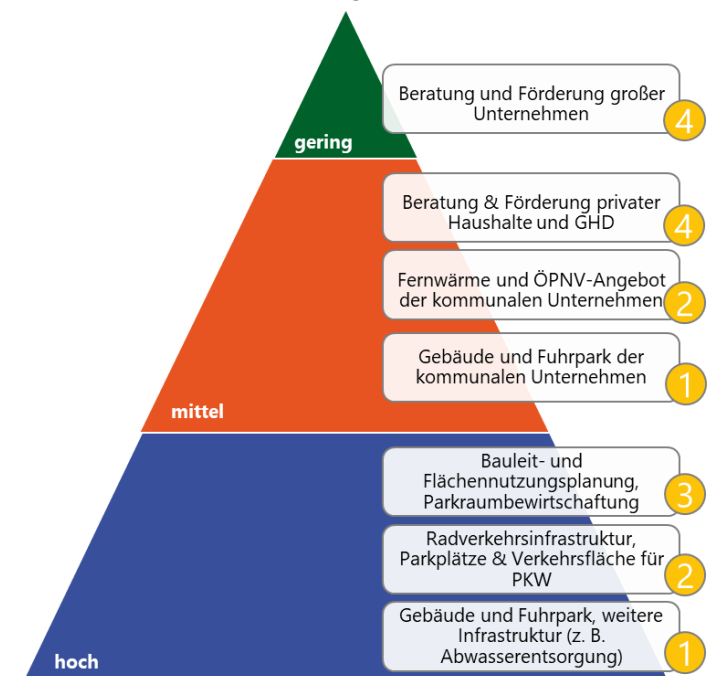 Beratung und Förderung großer
Unternehmen
4
gering
Beratung & Förderung privater
Haushalte und GHD
4
Fernwärme und ÖPNV-Angebot
der kommunalen Unternehmen
2
Gebäude und Fuhrpark der
kommunalen Unternehmen
1
mittel
Bauleit- und
Flächennutzungsplanung,
Parkraumbewirtschaftung
3
Radverkehrsinfrastruktur,
Parkplätze & Verkehrsfläche für
PKW
2
Gebäude und Fuhrpark, weitere
Infrastruktur (z. B.
Abwasserentsorgung)
1
hoch